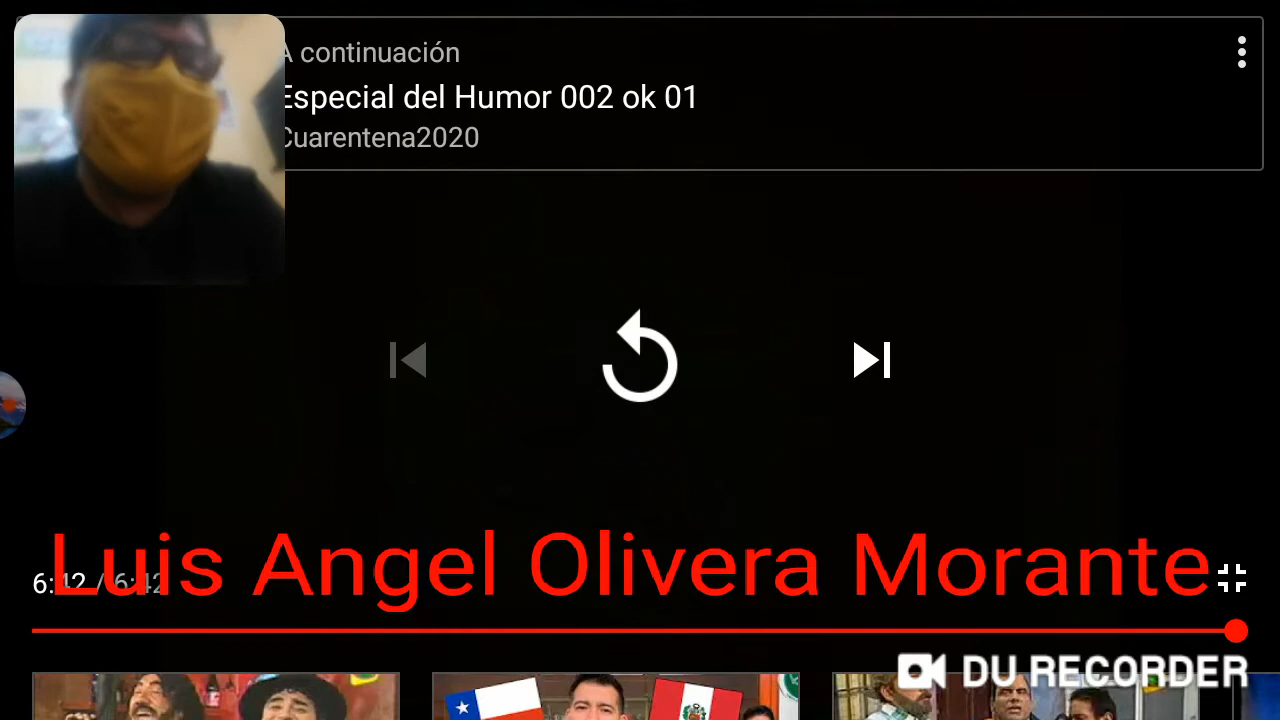 A continuación
Especial del Humor 002 ok 01
Cuarentena2020
Luis Angel Olivera Morante
6:42 / 6:42
DU RECORDER